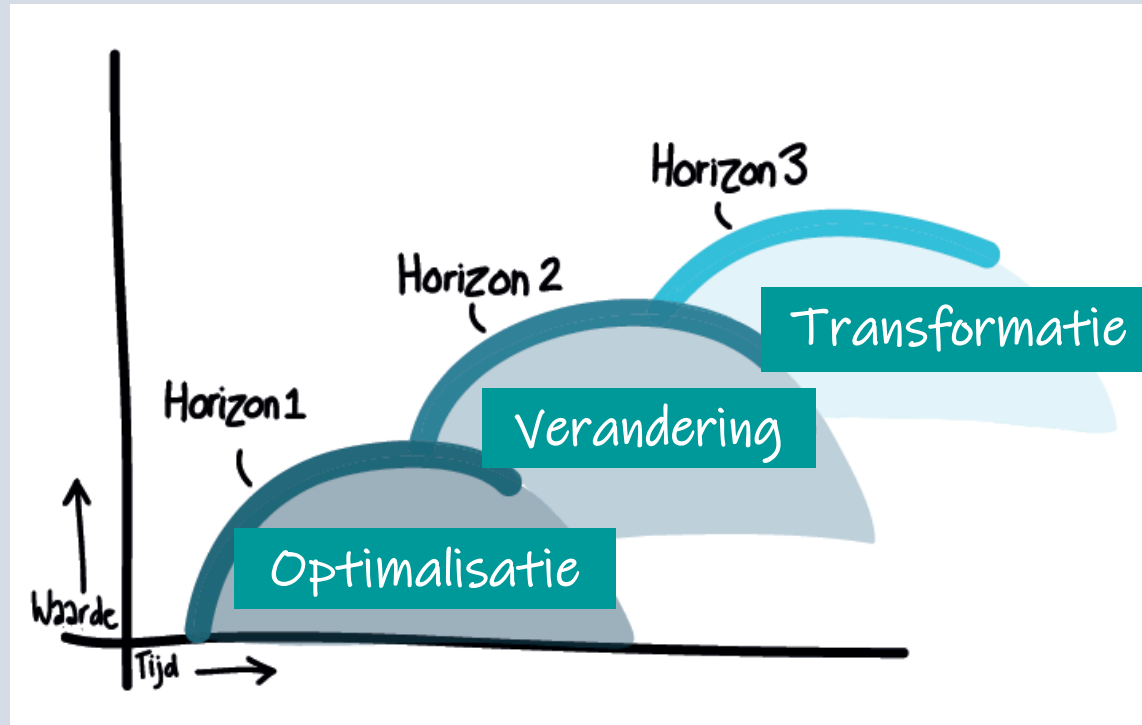 Horizon 3
Horizon 2
Transformatie
Horizon 1
Verandering
Optimalisatie
Waarde
Tijd